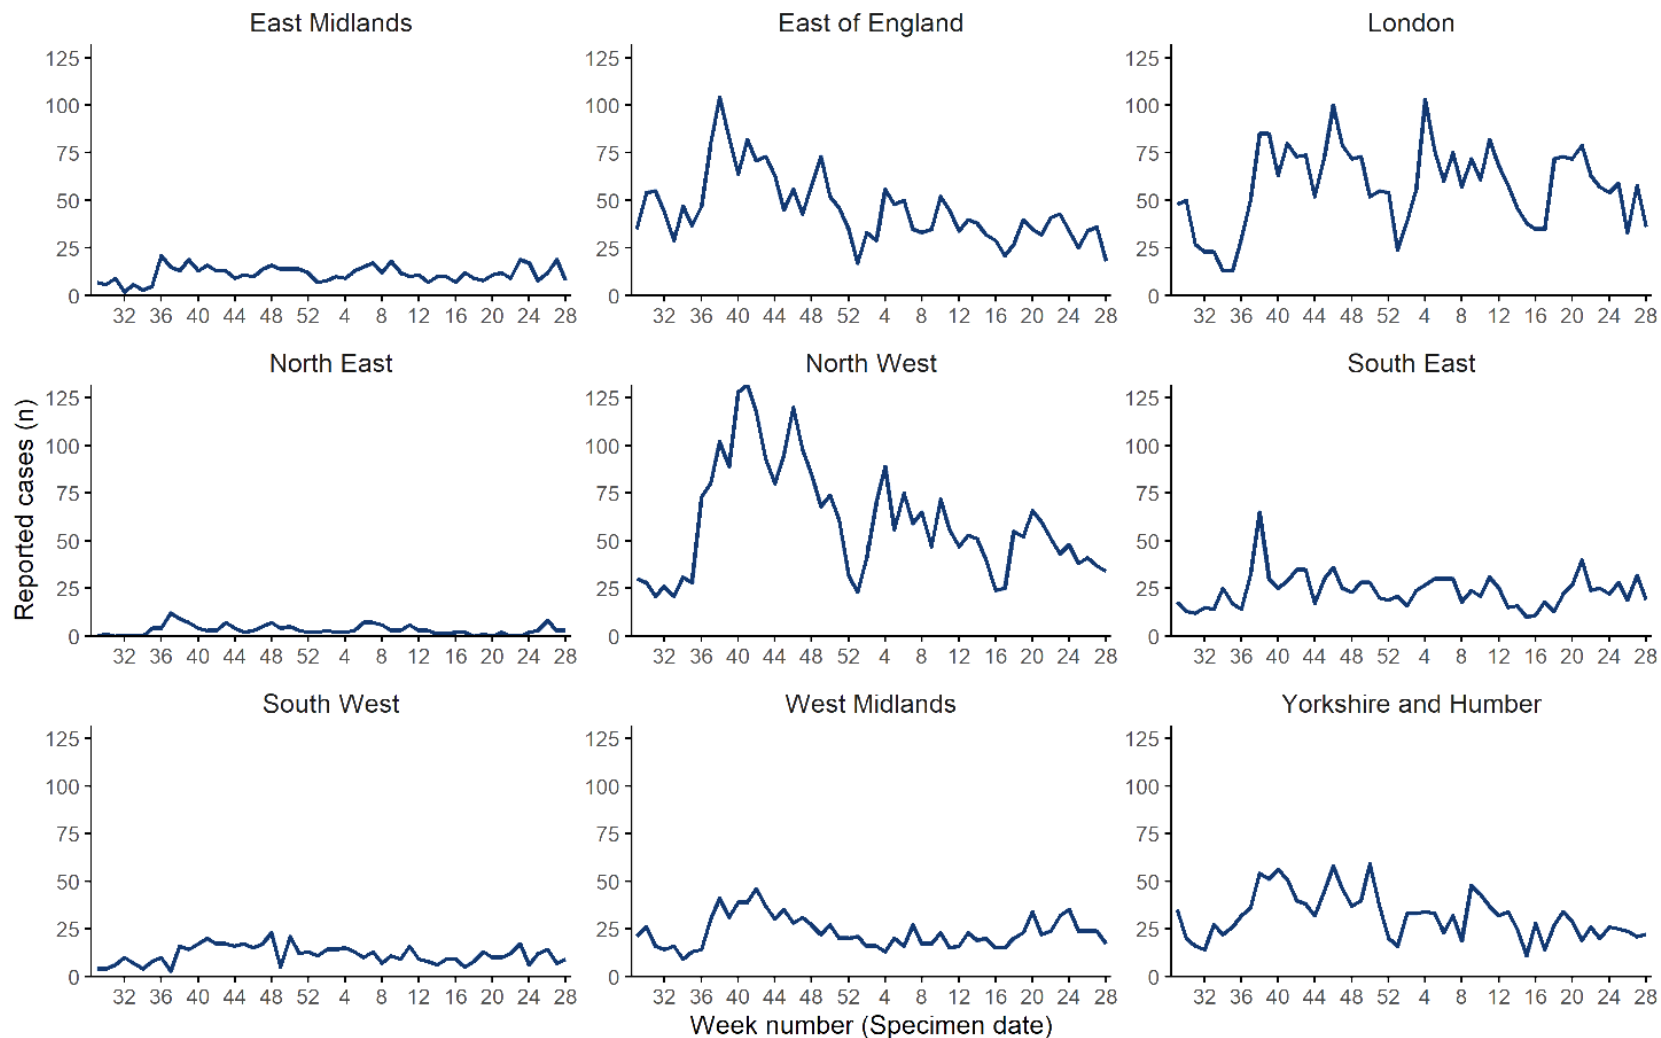 East Midlands East of England London
125 125 125
100 100 100
75 75 75
50 50 50
25 25 25
0 0 0
32 36 40 44 48 52 4 8 12 16 20 24 28 32 36 40 44 48 52 4 8 12 16 20 24 28 32 36 40 44 48 52 4 8 12 16 20 24 28
North East North West South East
Reported cases (n)
125 125 125
100 100 100
75 75 75
50 50 50
25 25 25
0 0 0
32 36 40 44 48 52 4 8 12 16 20 24 28 32 36 40 44 48 52 4 8 12 16 20 24 28 32 36 40 44 48 52 4 8 12 16 20 24 28
South West West Midlands Yorkshire and Humber
125 125 125
100 100 100
75 75 75
50 50 50
25 25 25
0 0 0
32 36 40 44 48 52 4 8 12 16 20 24 28 32 36 40 44 48 52 4 8 12 16 20 24 28 32 36 40 44 48 52 4 8 12 16 20 24 28
Week number (Specimen date)